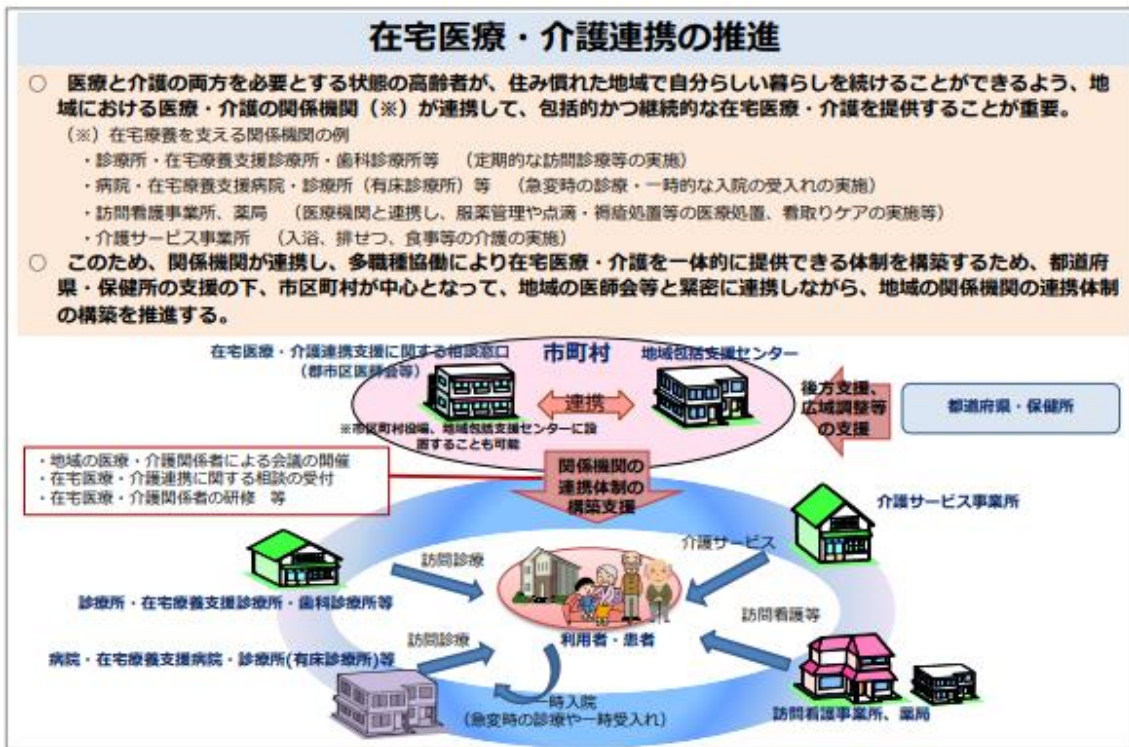 在宅医療・介護連携の推進
○ 医療と介護の両方を必要とする状態の高齢者が、住み慣れた地域で自分らしい暮らしを続けることができるよう、地
域における医療・介護の関係機関（※）が連携して、包括的かつ継続的な在宅医療・介護を提供することが重要。
（※）在宅療養を支える関係機関の例
・診療所・在宅療養支援診療所・歯科診療所等 （定期的な訪問診療等の実施）
・病院・在宅療養支援病院・診療所（有床診療所）等 （急変時の診療・一時的な入院の受入れの実施）
・訪問看護事業所、薬局 （医療機関と連携し、服薬管理や点滴・褥瘡処置等の医療処置、看取りケアの実施等）
・介護サービス事業所 （入浴、排せつ、食事等の介護の実施）
○ このため、関係機関が連携し、多職種協働により在宅医療・介護を一体的に提供できる体制を構築するため、都道府
県・保健所の支援の下、市区町村が中心となって、地域の医師会等と緊密に連携しながら、地域の関係機関の連携体制
の構築を推進する。
在宅医療・介護連携支援に関する相談窓口
（郡市区医師会等）
市町村
地域包括支援センター
連携
※市区町村役場、地域包括支援センターに設
置することも可能
後方支援、
広域調整等
の支援
都道府県・保健所
・地域の医療・介護関係者による会議の開催
・在宅医療・介護連携に関する相談の受付
・在宅医療・介護関係者の研修 等
関係機関の
連携体制の
構築支援
介護サービス事業所
介護サービス
訪問診療
診療所・在宅療養支援診療所・歯科診療所等
利用者・患者
訪問看護等
訪問診療
病院・在宅療養支援病院・診療所(有床診療所)等
一時入院
（急変時の診療や一時受入れ）
訪問看護事業所、薬局